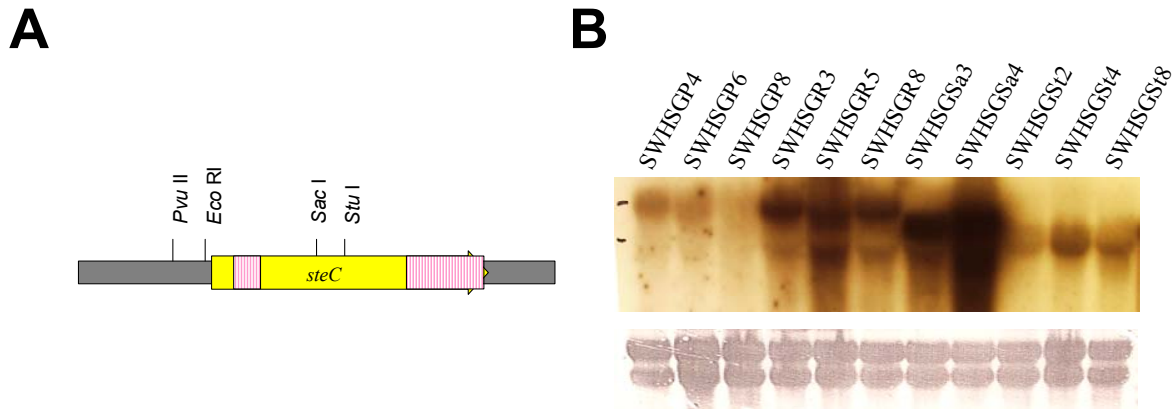 A
B
Pvu II
Eco RI
Sac I
Stu I
steC
SWHSGP4
SWHSGP6
SWHSGP8
SWHSGR3
SWHSGR5
SWHSGR8
SWHSGSa3
SWHSGSa4
SWHSGSt2
SWHSGSt4
SWHSGSt8